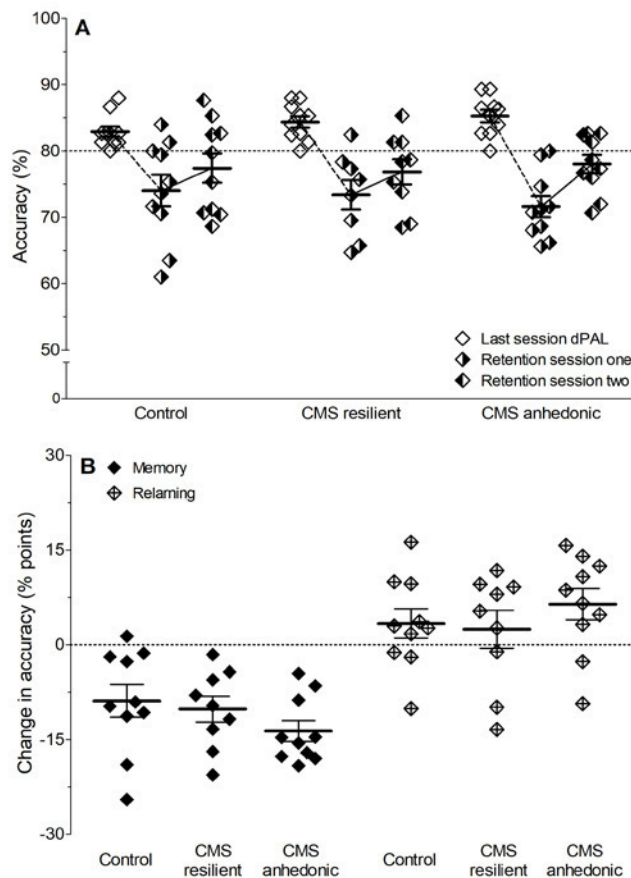 A
100
90
80
70
60
50
0
Accuracy (%)
Last session dPAL
Retention session one
Retention session two
Control
CMS resilient
CMS anhedonic
B
Memory
Relarning
30
15
0
-15
-30
Change in accuracy (% points)
Control
CMS
resilient
CMS
anhedonic
Control
CMS
resilient
CMS
anhedonic